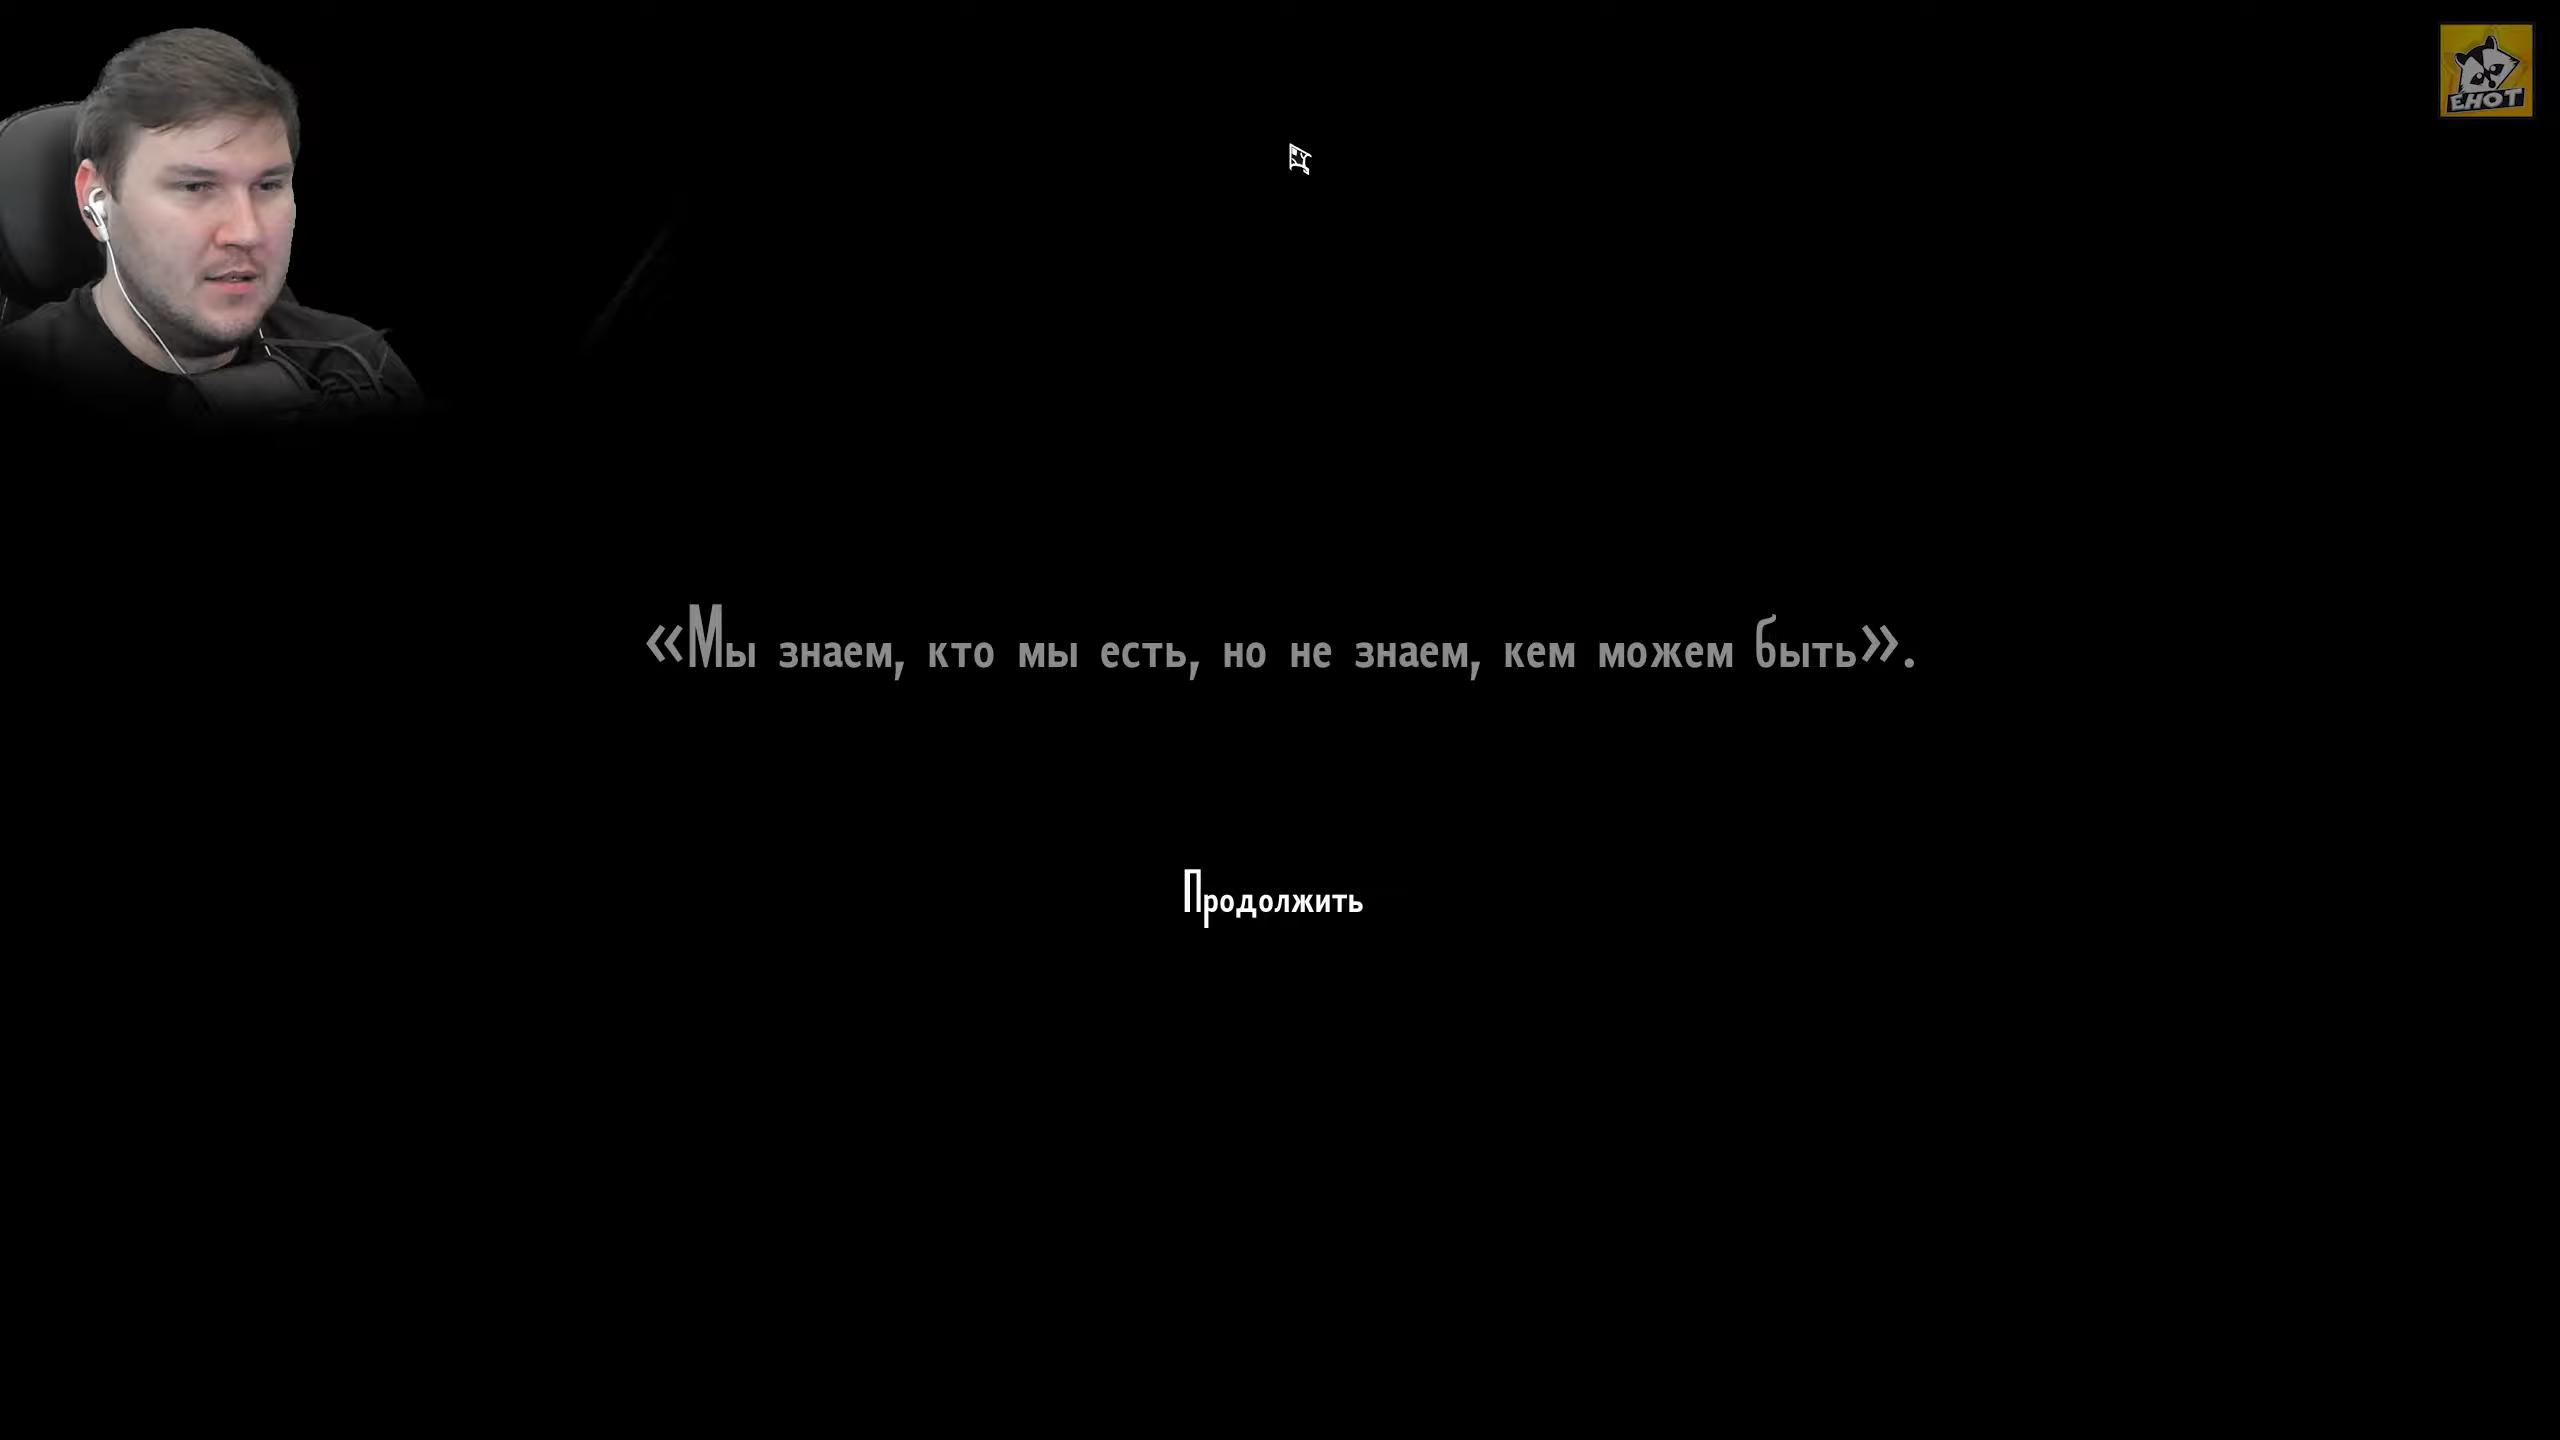 ЕНОТ
«Мы знаем, кто мы есть, но не знаем, кем можем быть».
Продолжить